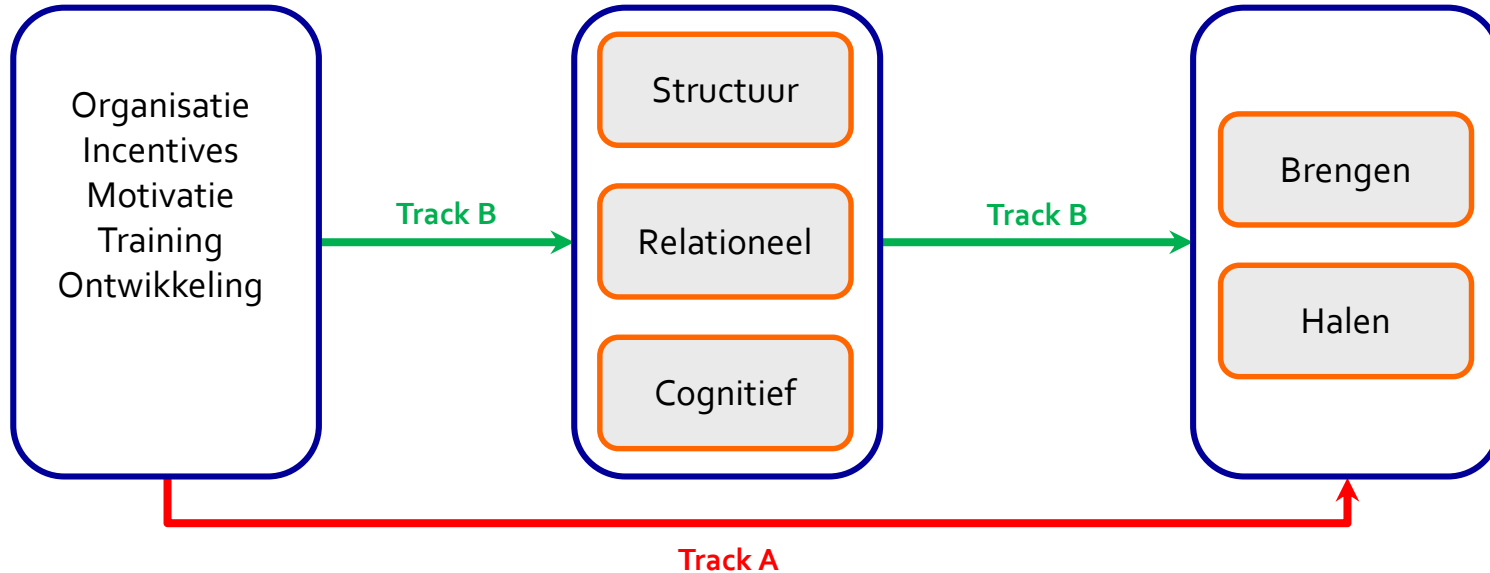 Organisatie
Incentives
Motivatie
Training
Ontwikkeling
Track B
Structuur
Relationeel
Cognitief
Track B
Brengen
Halen
Track A